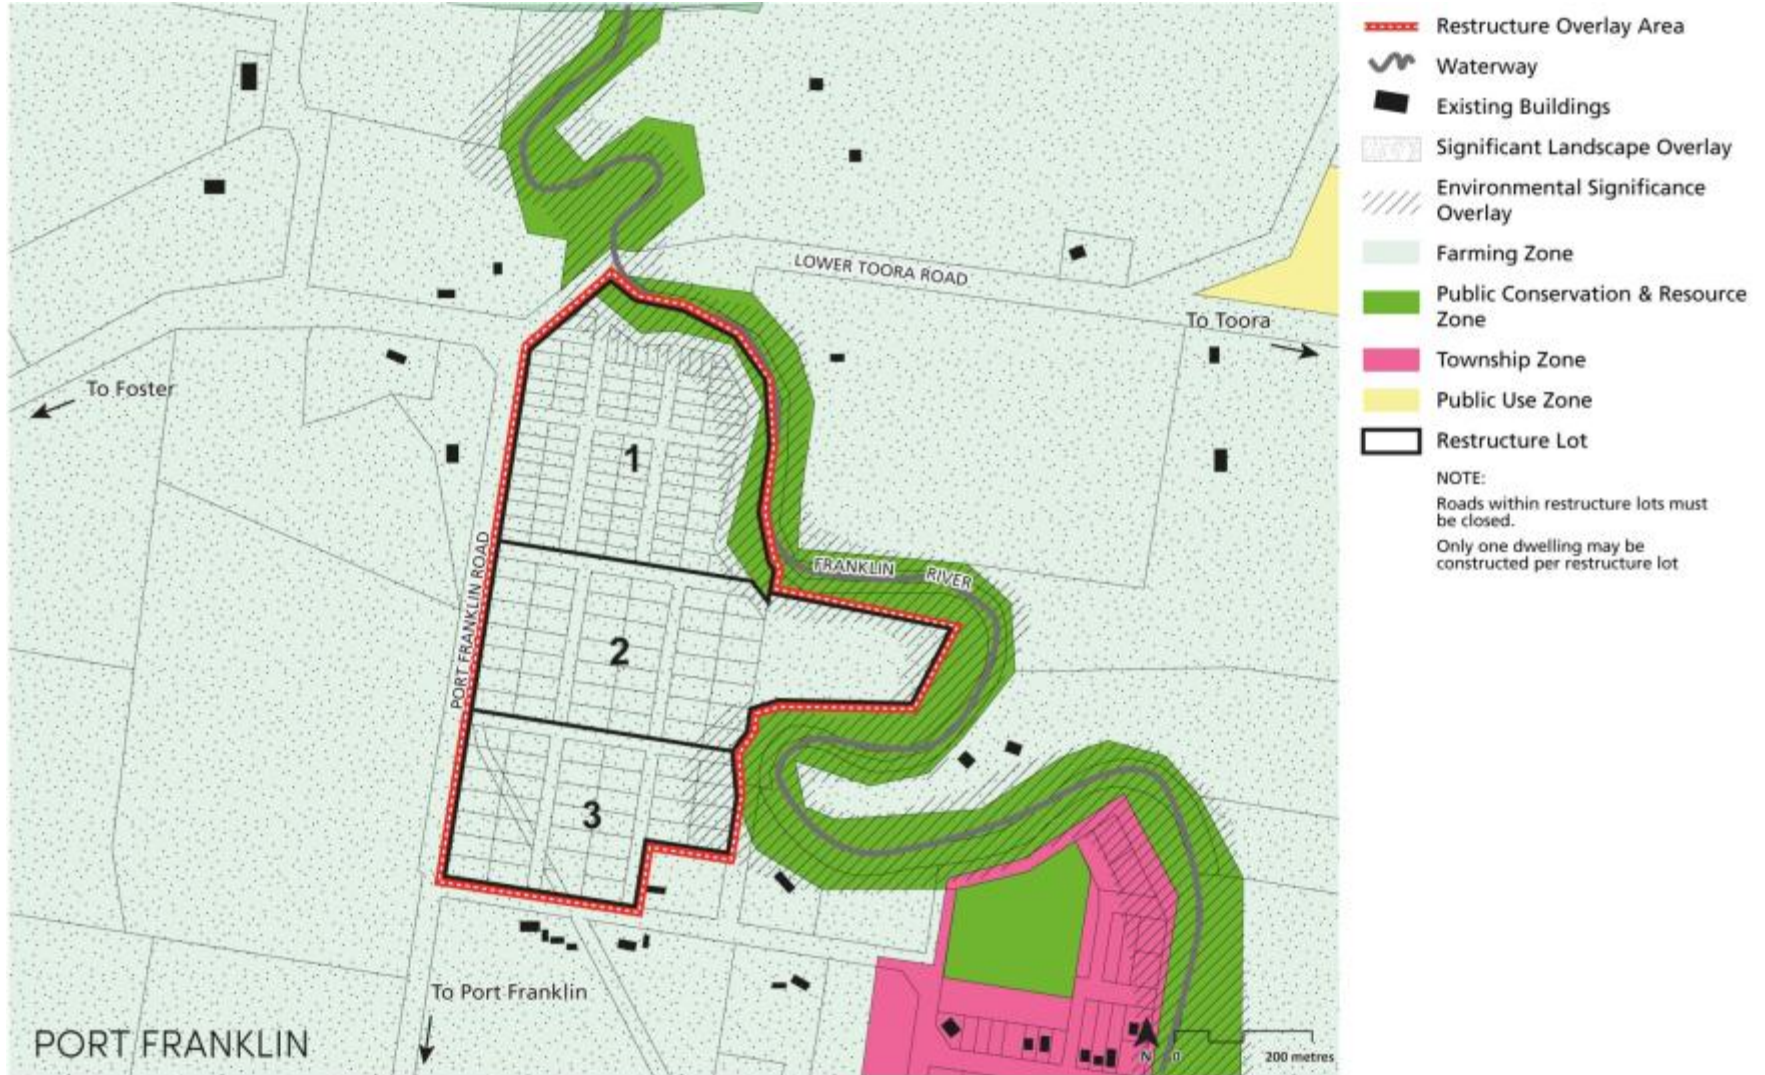 LOWER TOORA ROAD
To Toora
To Foster
1
PORT FRANKLIN ROAD
FRANKLIN RIVER
2
3
To Port Franklin
PORT FRANKLIN
N 0 200 metres
Restructure Overlay Area
Waterway
Existing Buildings
Significant Landscape Overlay
Environmental Significance
Overlay
Farming Zone
Public Conservation & Resource
Zone
Township Zone
Public Use Zone
Restructure Lot
NOTE:
Roads within restructure lots must
be closed.
Only one dwelling may be
constructed per restructure lot